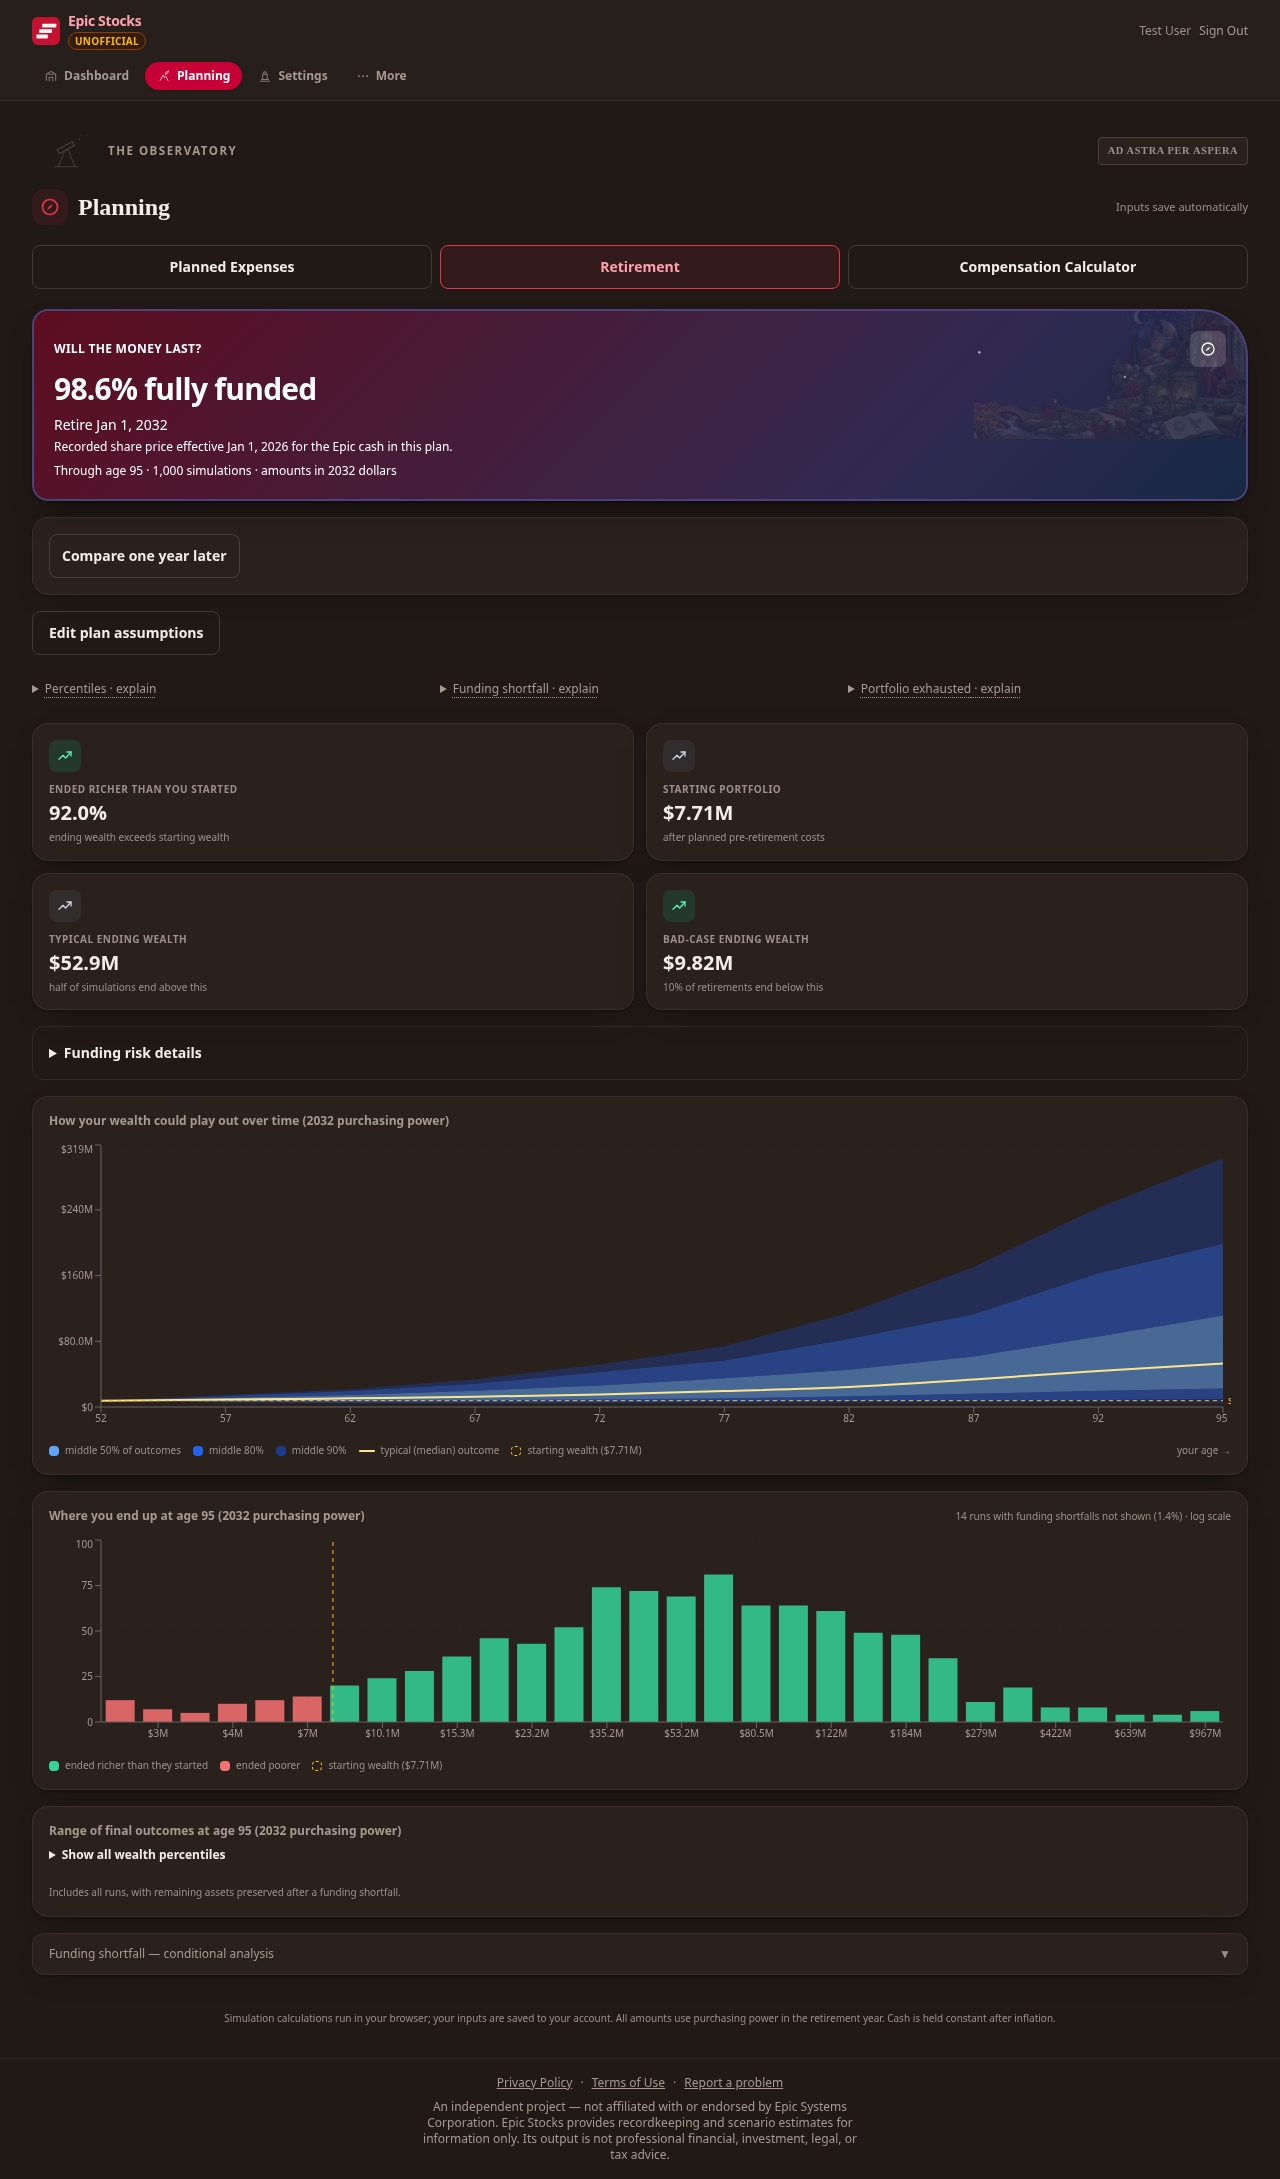 Epic Stocks
UNOFFICIAL
Test User Sign Out
Dashboard Planning Settings More
THE OBSERVATORY
AD ASTRA PER ASPERA
Planning
Inputs save automatically
Planned Expenses
Retirement
Compensation Calculator
WILL THE MONEY LAST?
98.6% fully funded
Retire Jan 1, 2032
Recorded share price effective Jan 1, 2026 for the Epic cash in this plan.
Through age 95 · 1,000 simulations · amounts in 2032 dollars
Compare one year later
Edit plan assumptions
Percentiles · explain
Funding shortfall · explain
Portfolio exhausted · explain
ENDED RICHER THAN YOU STARTED
92.0%
ending wealth exceeds starting wealth
STARTING PORTFOLIO
$7.71M
after planned pre-retirement costs
TYPICAL ENDING WEALTH
$52.9M
half of simulations end above this
BAD-CASE ENDING WEALTH
$9.82M
10% of retirements end below this
Funding risk details
How your wealth could play out over time (2032 purchasing power)
$319M
$240M
$160M
$80.0M
$0
52 57 62 67 72 77 82 87 92 95
middle 50% of outcomes middle 80% middle 90% typical (median) outcome starting wealth ($7.71M)
your age →
Where you end up at age 95 (2032 purchasing power)
14 runs with funding shortfalls not shown (1.4%) · log scale
100
75
50
25
0
$3M $4M $7M $10.1M $15.3M $23.2M $35.2M $53.2M $80.5M $122M $184M $279M $422M $639M $967M
ended richer than they started ended poorer starting wealth ($7.71M)
Range of final outcomes at age 95 (2032 purchasing power)
Show all wealth percentiles
Includes all runs, with remaining assets preserved after a funding shortfall.
Funding shortfall — conditional analysis
Simulation calculations run in your browser; your inputs are saved to your account. All amounts use purchasing power in the retirement year. Cash is held constant after inflation.
Privacy Policy · Terms of Use · Report a problem
An independent project — not affiliated with or endorsed by Epic Systems
Corporation. Epic Stocks provides recordkeeping and scenario estimates for
information only. Its output is not professional financial, investment, legal, or
tax advice.